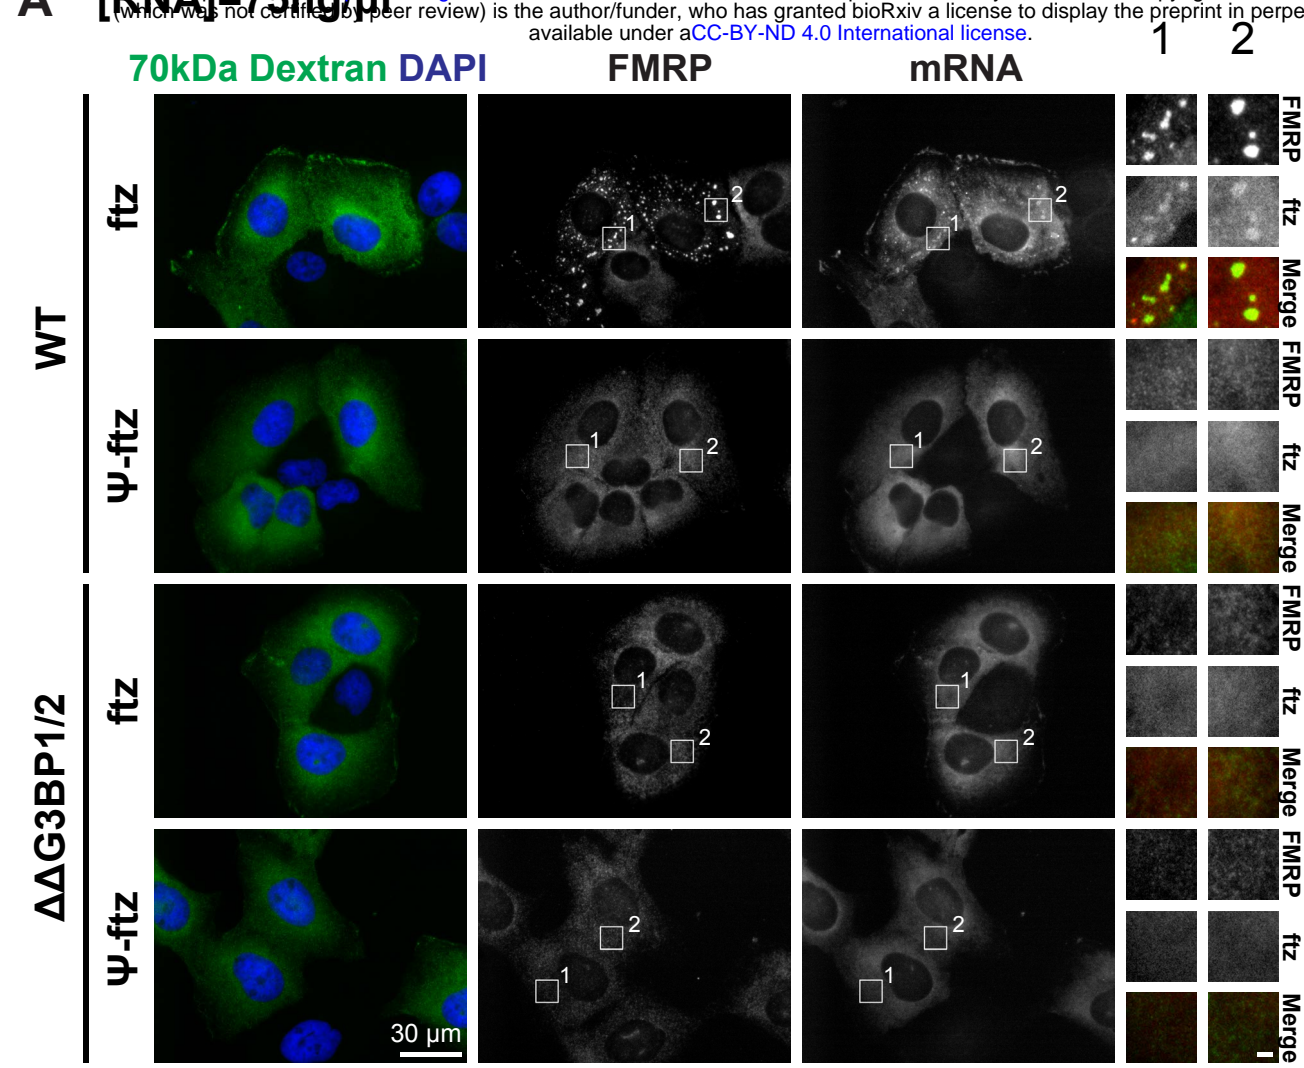 A
(which was not certified by peer review) is the author/funder, who has granted bioRxiv a license to display the preprint in perpe
available under aCC-BY-ND 4.0 International license.
1 2
70kDa Dextran DAPI FMRP mRNA
WT
ftz
1 2
1 2
FMRP
ftz
Merge
Ψ-ftz
1 2
1 2
FMRP
ftz
Merge
ΔΔG3BP1/2
ftz
1
2
1
2
FMRP
ftz
Merge
Ψ-ftz
2
1
2
1
30 µm
FMRP
ftz
Merge